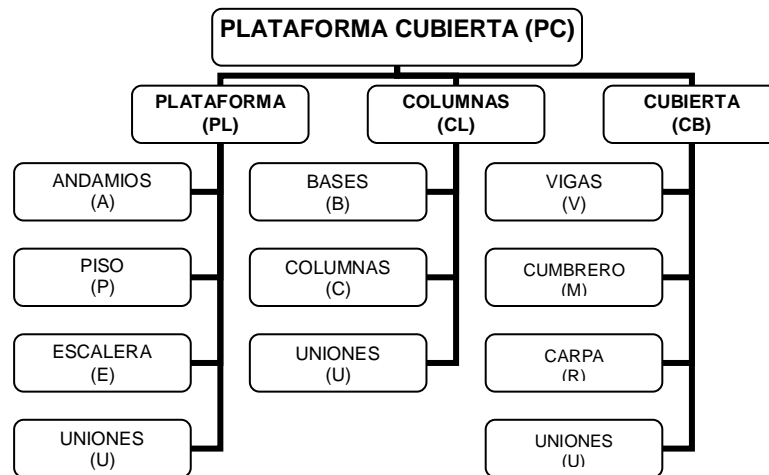 PLATAFORMA CUBIERTA (PC)
PLATAFORMA
(PL)
COLUMNAS
(CL)
CUBIERTA
(CB)
ANDAMIOS
(A)
BASES
(B)
VIGAS
(V)
PISO
(P)
COLUMNAS
(C)
CUMBRERO
(M)
ESCALERA
(E)
UNIONES
(U)
CARPA
(R)
UNIONES
(U)
UNIONES
(U)